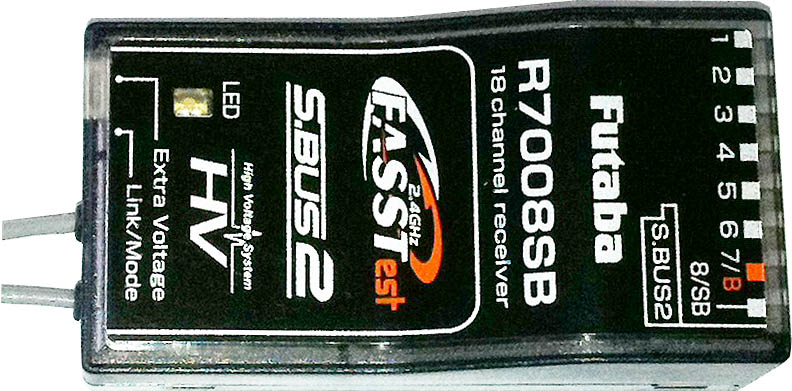 1
2
3
4
5
6
7/B
8/SB
S.BUS2
Futaba
R7008SB
18 channel receiver
FASSTest
2.4GHz
S.BUS2
LED
High Voltage System
HV
Extra Voltage
Link/Mode